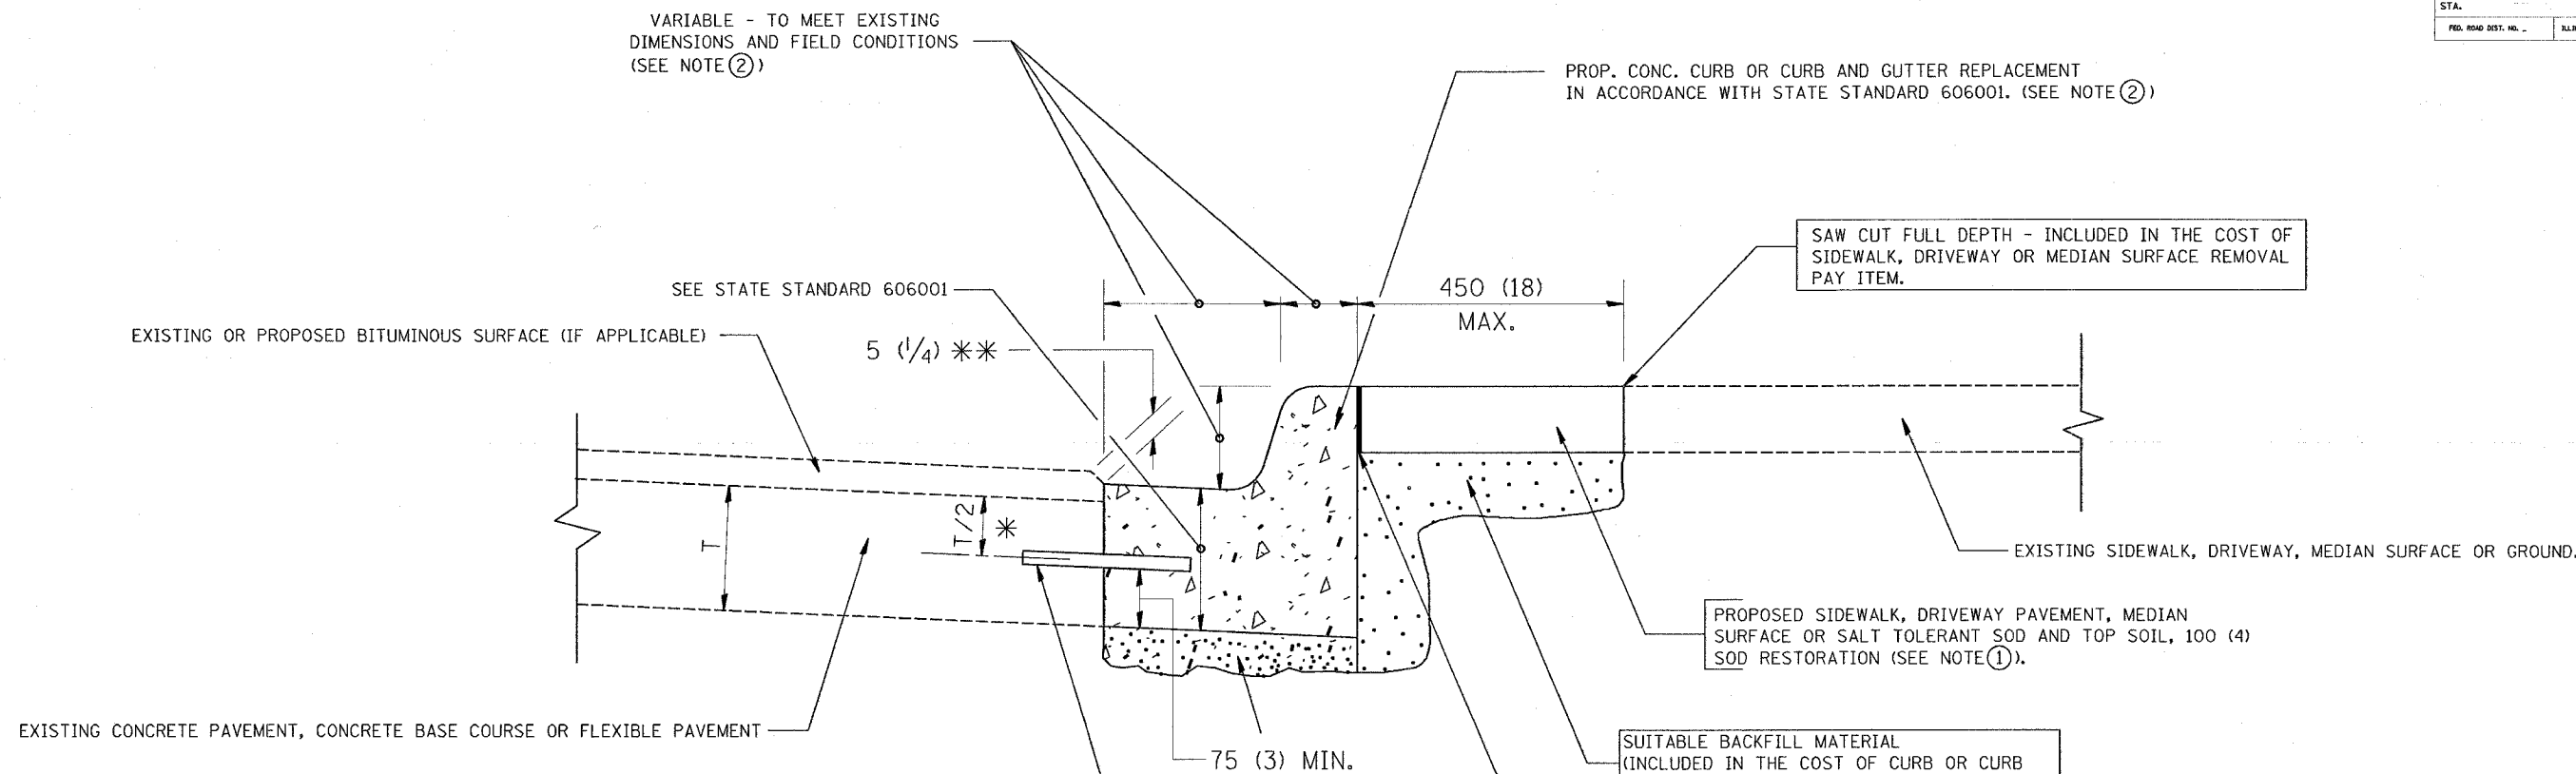 VARIABLE - TO MEET EXISTING
DIMENSIONS AND FIELD CONDITIONS
(SEE NOTE ②)
STA.
FED. ROAD DIST. NO. _
PROP. CONC. CURB OR CURB AND GUTTER REPLACEMENT
IN ACCORDANCE WITH STATE STANDARD 606001. (SEE NOTE ②)
SAW CUT FULL DEPTH - INCLUDED IN THE COST OF
SIDEWALK, DRIVEWAY OR MEDIAN SURFACE REMOVAL
PAY ITEM.
SEE STATE STANDARD 606001
450 (18)
MAX.
EXISTING OR PROPOSED BITUMINOUS SURFACE (IF APPLICABLE)
5 (1/4) **
T
T/2
*
EXISTING SIDEWALK, DRIVEWAY, MEDIAN SURFACE OR GROUND.
PROPOSED SIDEWALK, DRIVEWAY PAVEMENT, MEDIAN
SURFACE OR SALT TOLERANT SOD AND TOP SOIL, 100 (4)
SOD RESTORATION (SEE NOTE ①).
EXISTING CONCRETE PAVEMENT, CONCRETE BASE COURSE OR FLEXIBLE PAVEMENT
75 (3) MIN.
SUITABLE BACKFILL MATERIAL
(INCLUDED IN THE COST OF CURB OR CURB